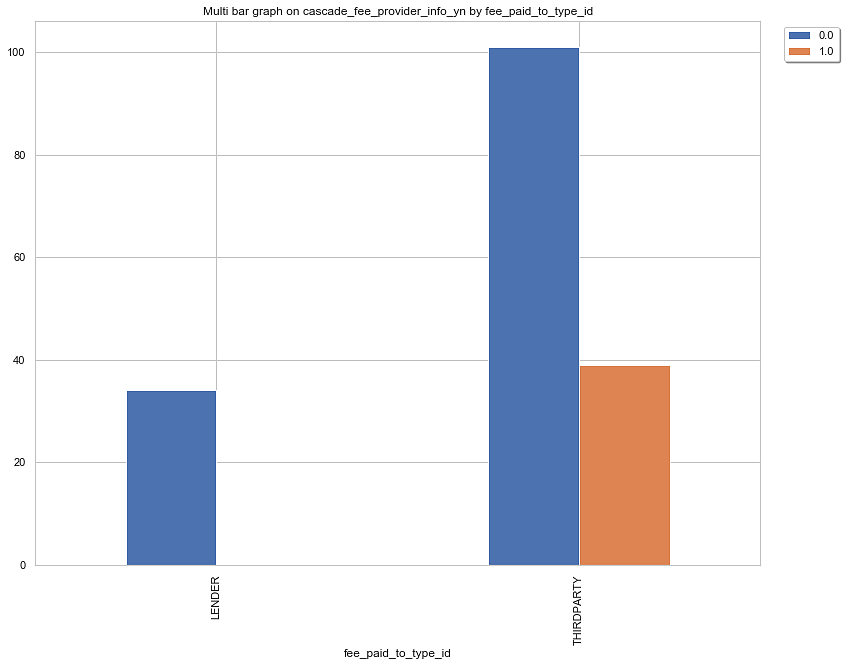 Multi bar graph on cascade_fee_provider_info_yn by fee_paid_to_type_id
0.0
1.0
100
80
60
40
20
0
LENDER
THIRDPARTY
fee_paid_to_type_id